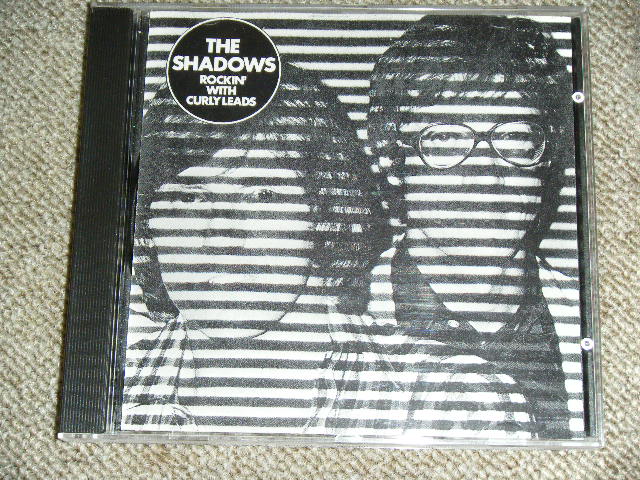 THE
SHADOWS
ROCKIN'
WITH
CURLY LEADS